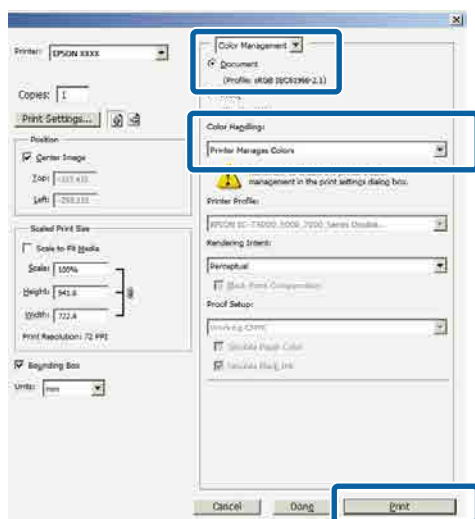 Printer: EPSON XXXX
Copies: 1
Print Settings...
Position
Center Image
Top:
Left:
Scaled Print Size
Scale to Fit Media
Scale: 100%
Height: 541.8
Width: 722.4
Print Resolution: 72 PPI
Bounding Box
Units: mm
Color Management
Document
(Profile: sRGB IEC61966-2.1)
Color Handling:
Printer Manages Colors
management in the print settings dialog box.
Printer Profile:
Rendering Intent:
Perceptual
Black Point Compensation
Proof Setup:
Working CMYK
Simulate Paper Color
Simulate Black Ink
Cancel
Done
Print